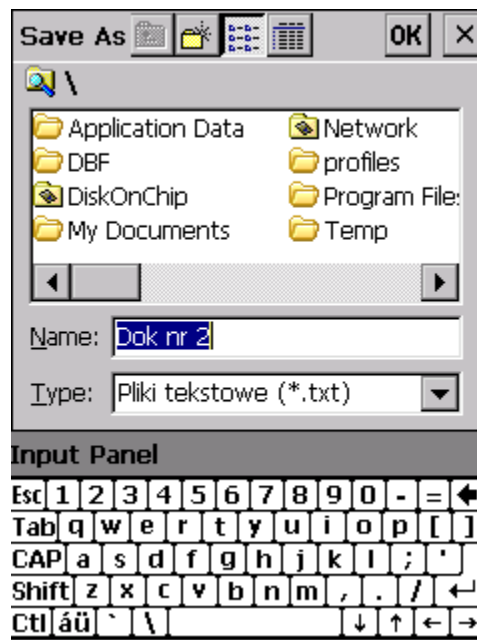 Save As OK ×
\
Application Data Network
DBF profiles
DiskOnChip Program File
My Documents Temp
Name: Dok nr 2
Type: Pliki tekstowe (*.txt)
Input Panel
Esc 1 2 3 4 5 6 7 8 9 0 - =
Tab q w e r t y u i o p [ ]
CAP a s d f g h j k l ; '
Shift z x c v b n m , . / ↵
Ctl áü ` \ ↓ ↑ ← →